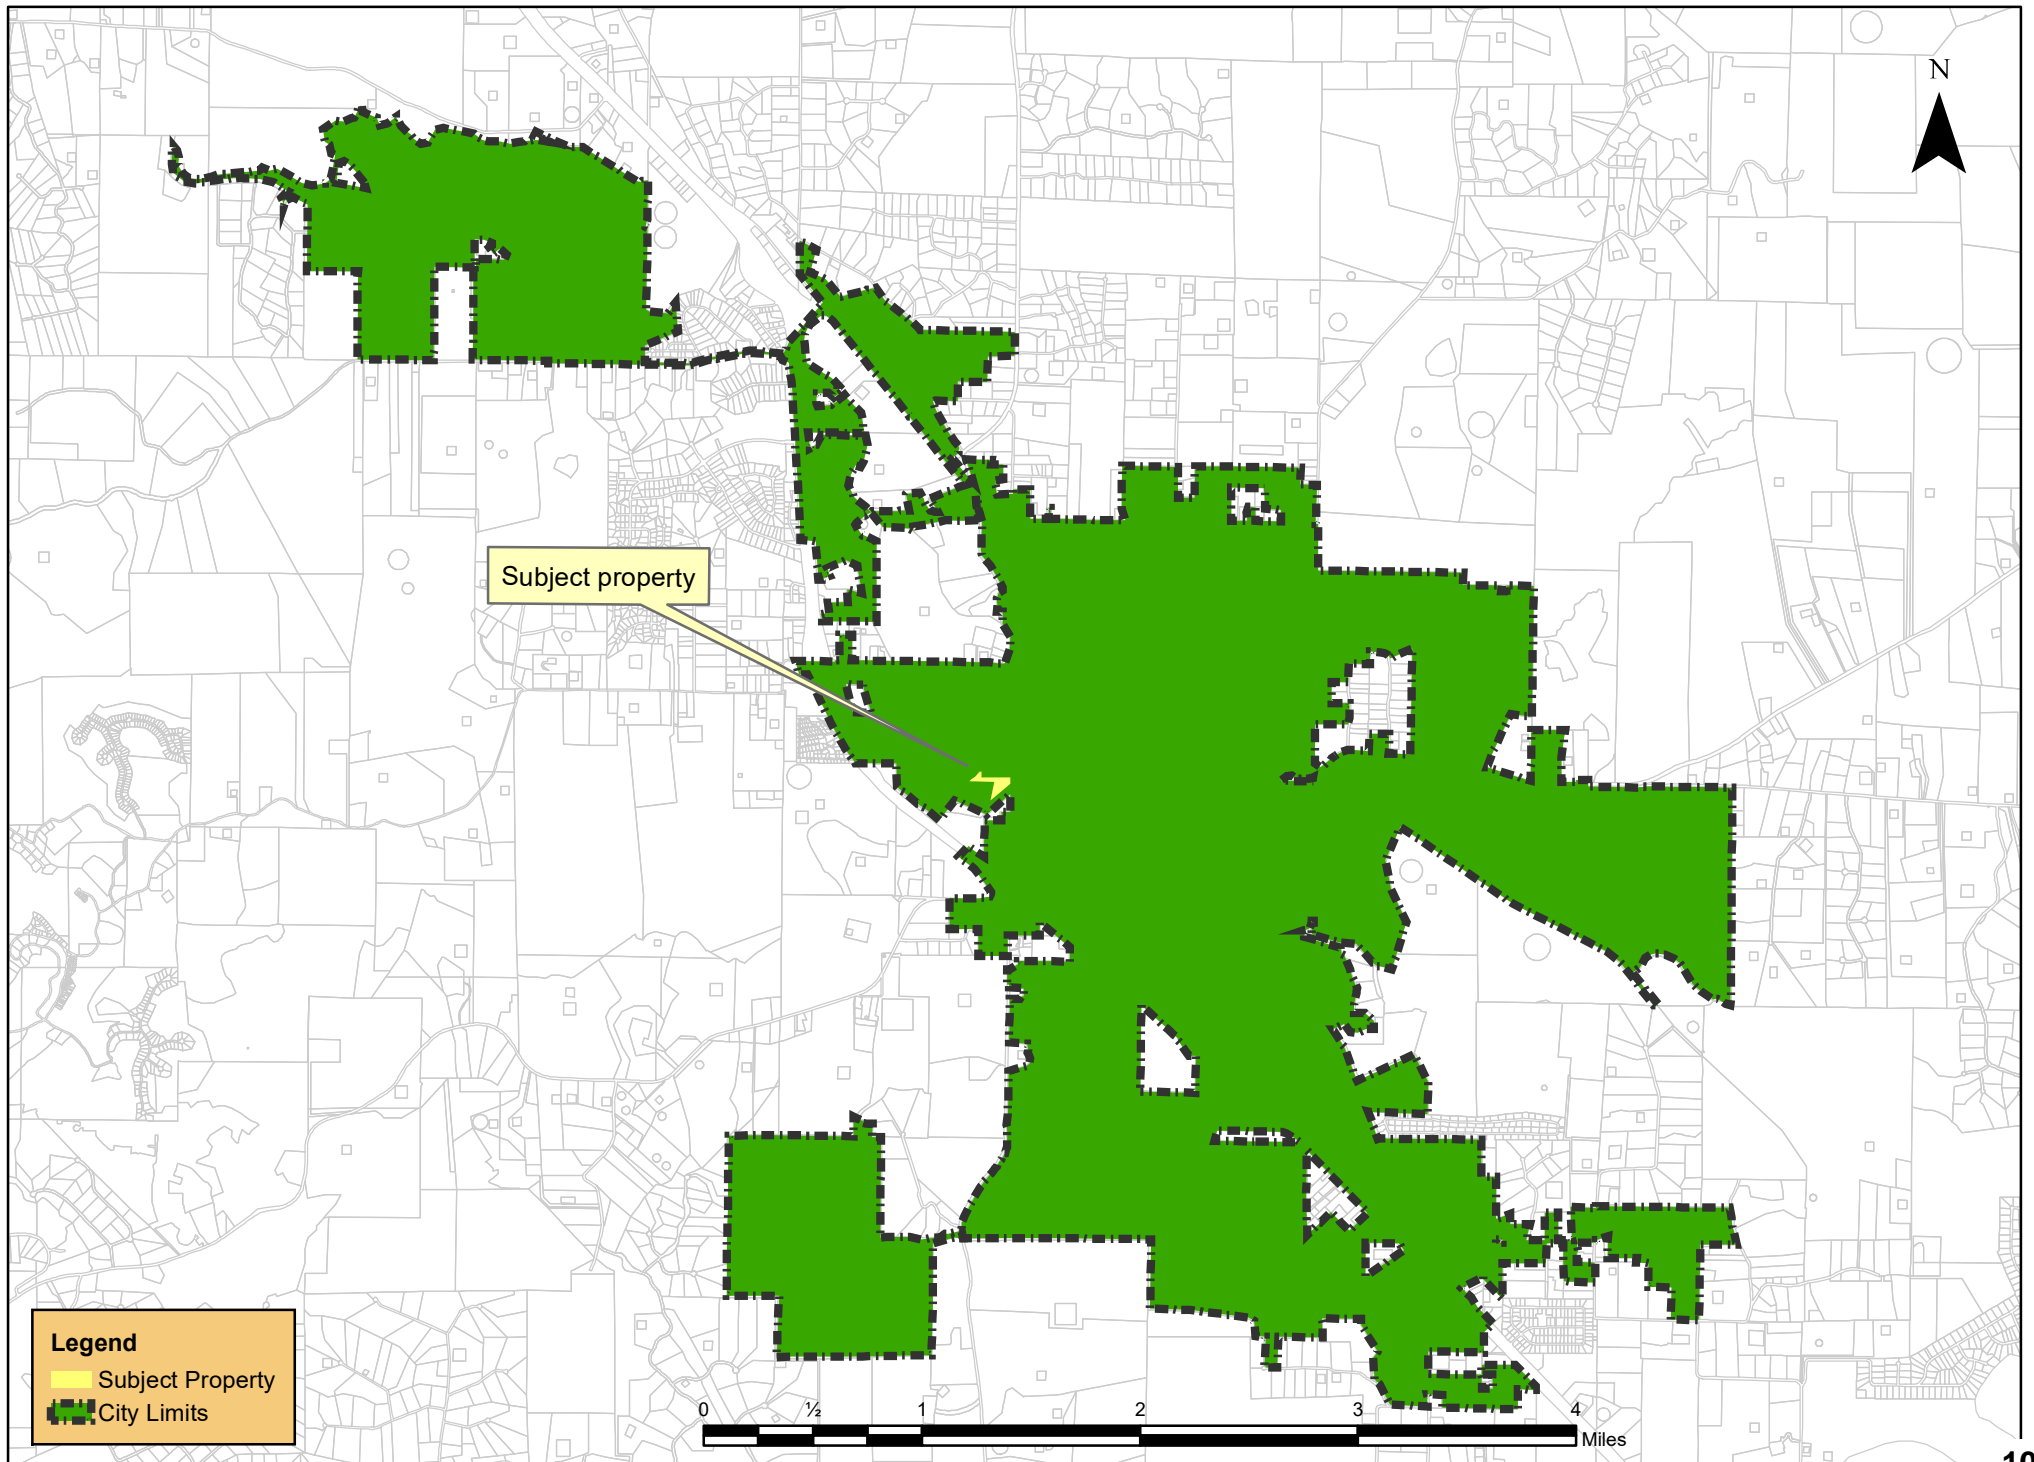 N
Subject property
Legend
Subject Property
City Limits
0 ½ 1 2 3 4
Miles